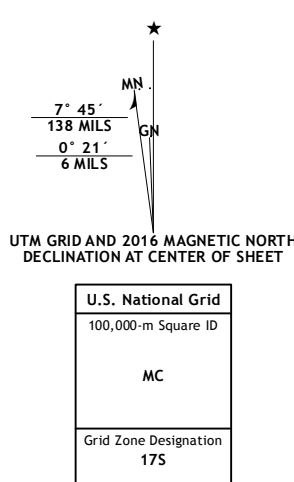 ★
MN
7° 45´
138 MILS
GN
0° 21´
6 MILS
UTM GRID AND 2016 MAGNETIC NORTH
DECLINATION AT CENTER OF SHEET
U.S. National Grid
100,000-m Square ID
MC
Grid Zone Designation
17S